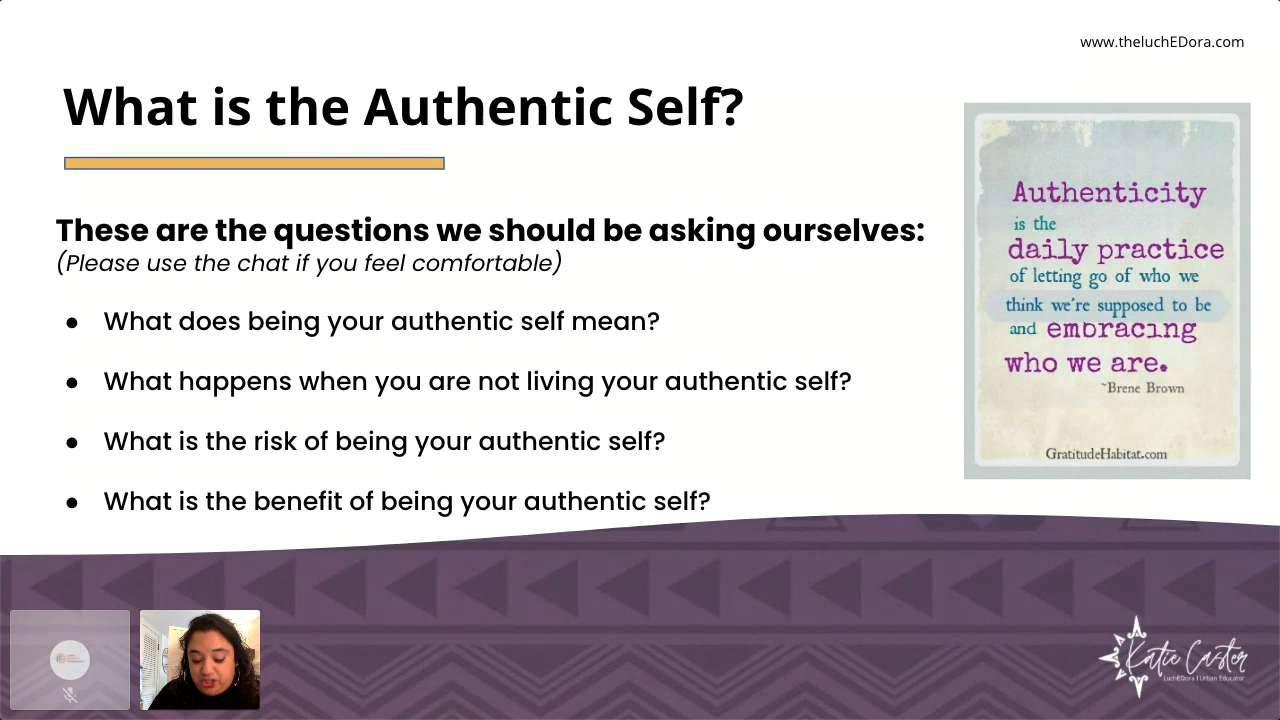 www.theluchEDora.com
What is the Authentic Self?
These are the questions we should be asking ourselves:
(Please use the chat if you feel comfortable)
● What does being your authentic self mean?
● What happens when you are not living your authentic self?
● What is the risk of being your authentic self?
● What is the benefit of being your authentic self?
Authenticity
is the
daily practice
of letting go of who we
think we're supposed to be
and embracing
who we are.
~Brene Brown
GratitudeHabitat.com
Katie Caster
LuchEDora | Urban Educator